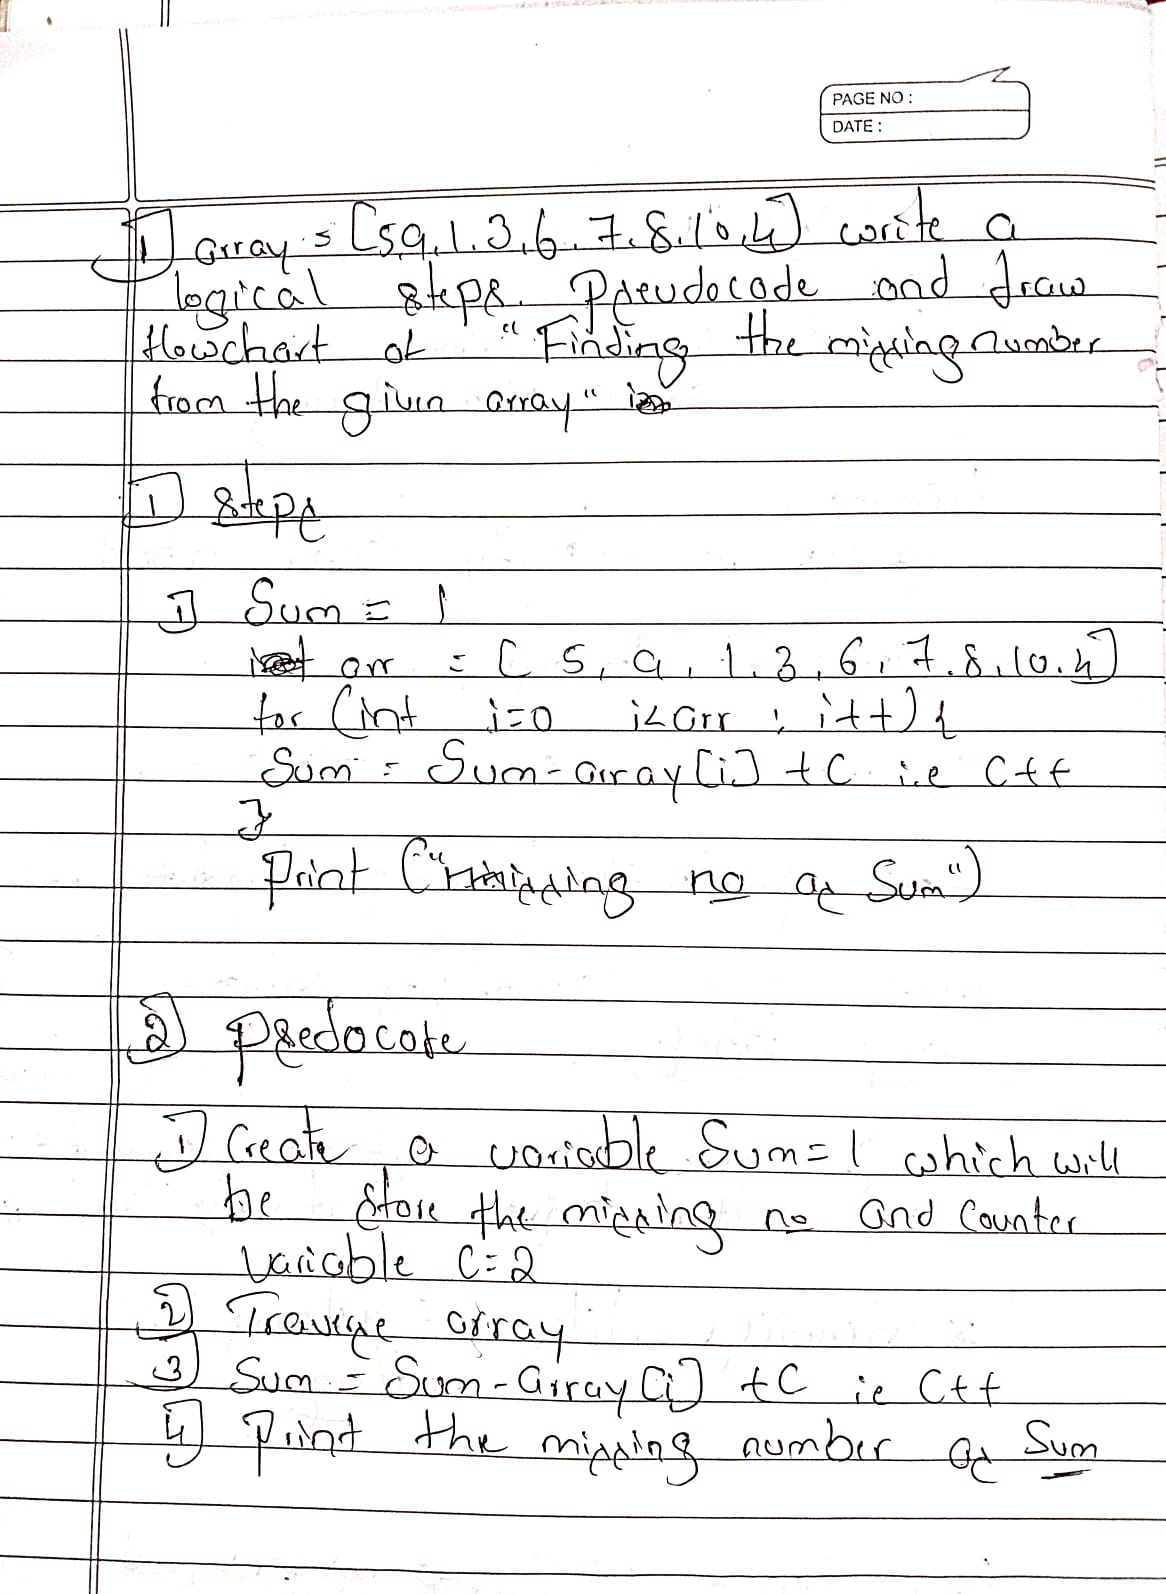 PAGE NO :
DATE :
1) array = [5,9,1,3,6,7,8,10,4] write a
logical steps. Pseudocode and draw
flowchart of "Finding the missing number
from the given array"
1) steps
1) Sum = 1
arr = [ 5, 9, 1, 3, 6, 7, 8, 10, 4]
for (int i=0 i<arr ; i++) {
Sum = Sum-array[i] +C i.e C++
}
Print ("missing no as Sum")
2) Psedocote
1) Create a variable Sum=1 which will
be store the missing no and Counter
variable C=2
2) Traverse array
3) Sum = Sum-array[i] +C ie C++
4) Print the missing number as Sum